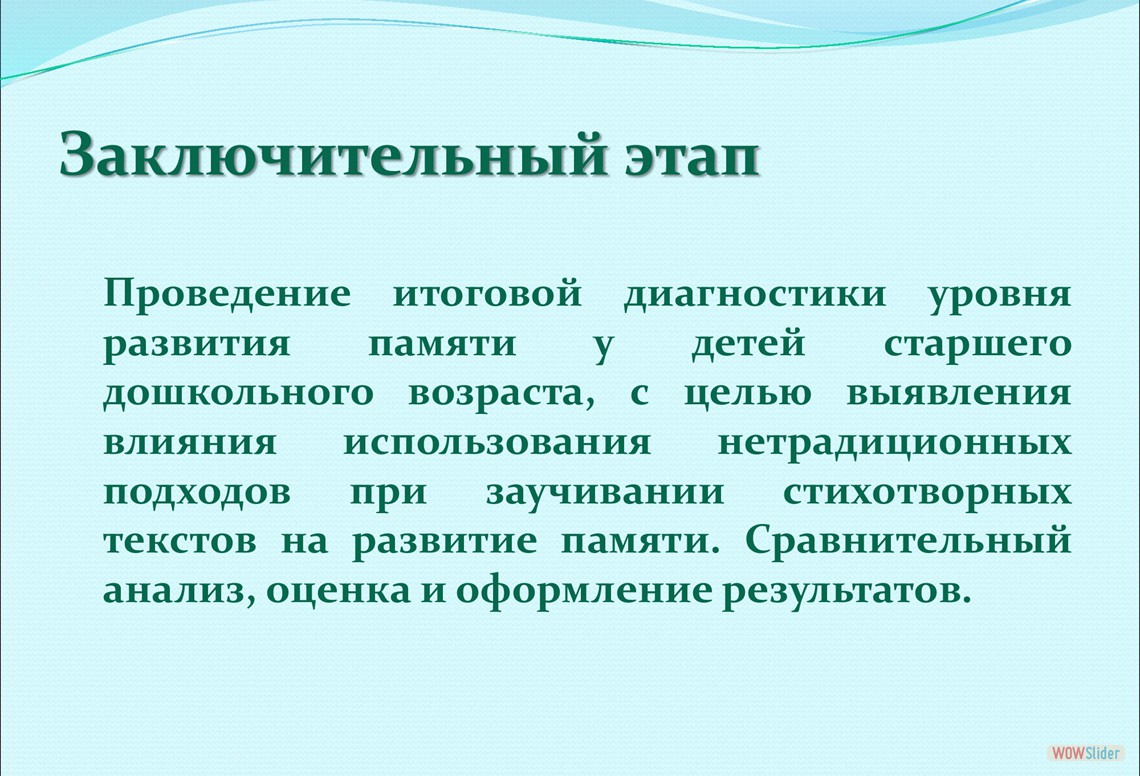 Заключительный этап
Проведение итоговой диагностики уровня
развития памяти у детей старшего
дошкольного возраста, с целью выявления
влияния использования нетрадиционных
подходов при заучивании стихотворных
текстов на развитие памяти. Сравнительный
анализ, оценка и оформление результатов.
WOWSlider